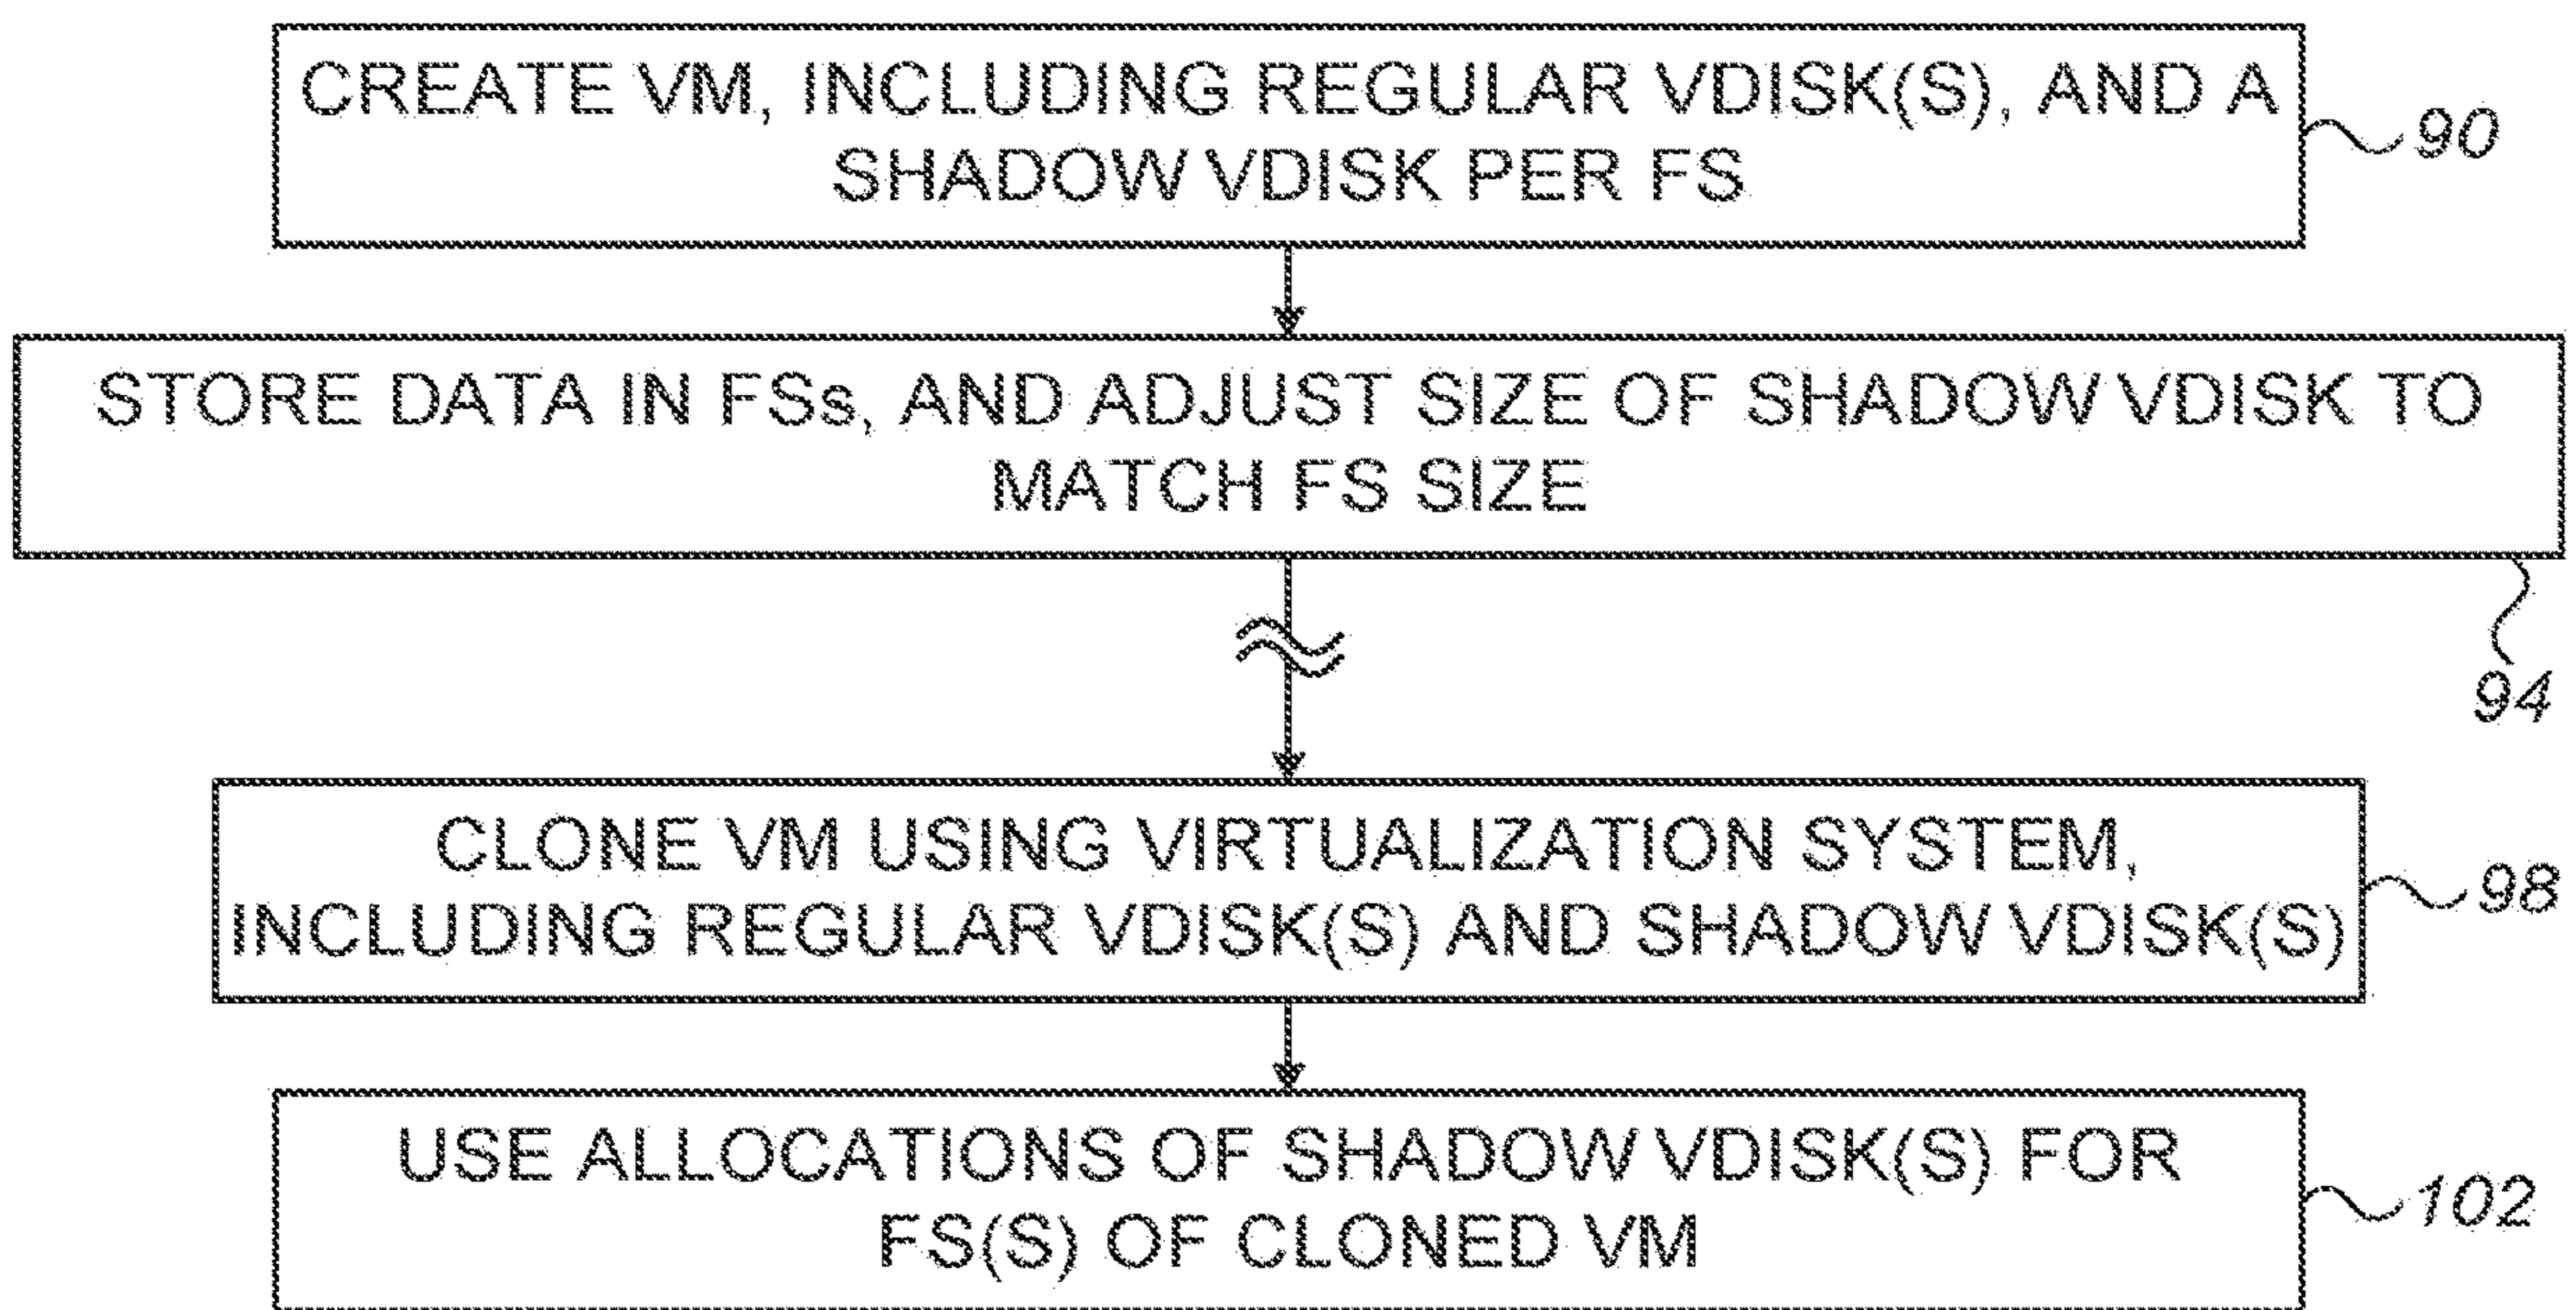 CREATE VM, INCLUDING REGULAR VDISK(S), AND A
SHADOW VDISK PER FS
90
STORE DATA IN FSs, AND ADJUST SIZE OF SHADOW VDISK TO
MATCH FS SIZE
94
CLONE VM USING VIRTUALIZATION SYSTEM,
INCLUDING REGULAR VDISK(S) AND SHADOW VDISK(S)
98
USE ALLOCATIONS OF SHADOW VDISK(S) FOR
FS(S) OF CLONED VM
102